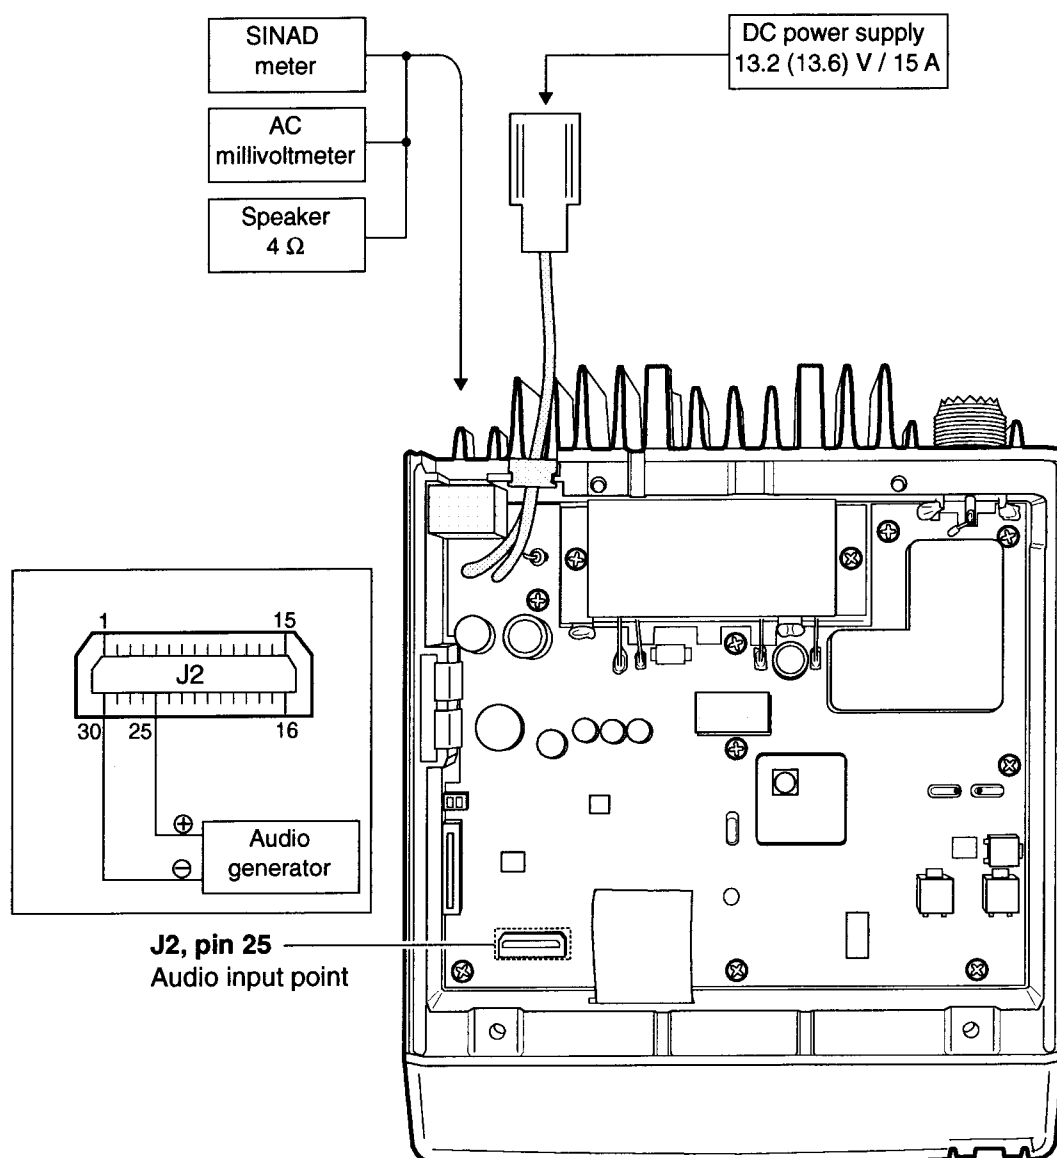 SINAD
meter
DC power supply
13.2 (13.6) V / 15 A
AC
millivoltmeter
Speaker
4 Ω
1 15
J2
30 25 16
⊕
Audio
generator
⊖
J2, pin 25
Audio input point